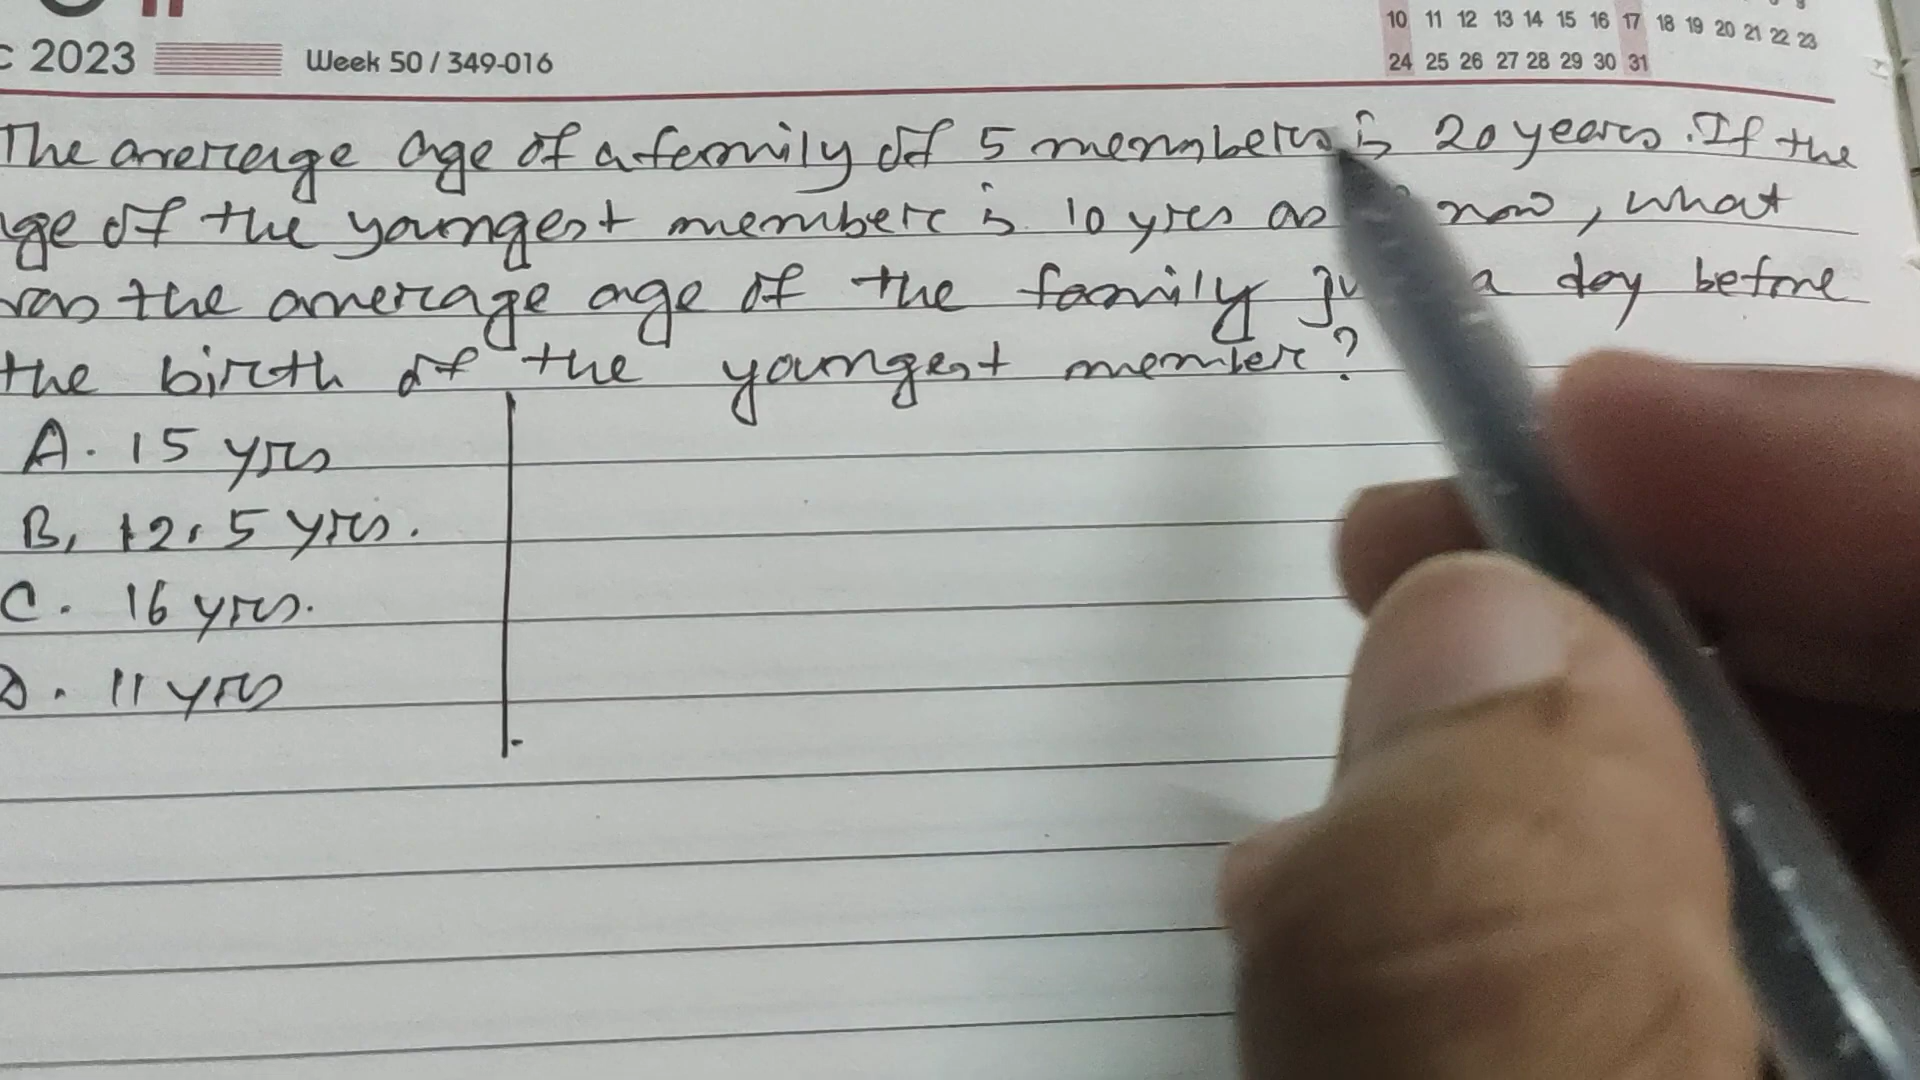 2023 Week 50 / 349-016
10 11 12 13 14 15 16 17 18 19 20 21 22 23
24 25 26 27 28 29 30 31
The average age of a family of 5 members is 20 years. If the
of the youngest member is 10 yrs as now, what
the average age of the family a day before
the birth of the youngest member?
A. 15 yrs
B. 12.5 yrs.
C. 16 yrs.
D. 11 yrs